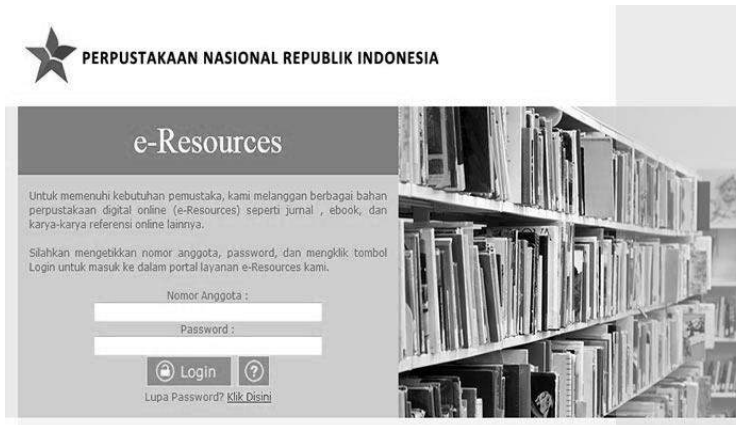 PERPUSTAKAAN NASIONAL REPUBLIK INDONESIA
e-Resources
Untuk memenuhi kebutuhan pemustaka, kami melanggan berbagai bahan
perpustakaan digital online (e-Resources) seperti jurnal , ebook, dan
karya-karya referensi online lainnya.
Silahkan mengetikkan nomor anggota, password, dan mengklik tombol
Login untuk masuk ke dalam portal layanan e-Resources kami.
Nomor Anggota :
Password :
Login ?
Lupa Password? Klik Disini